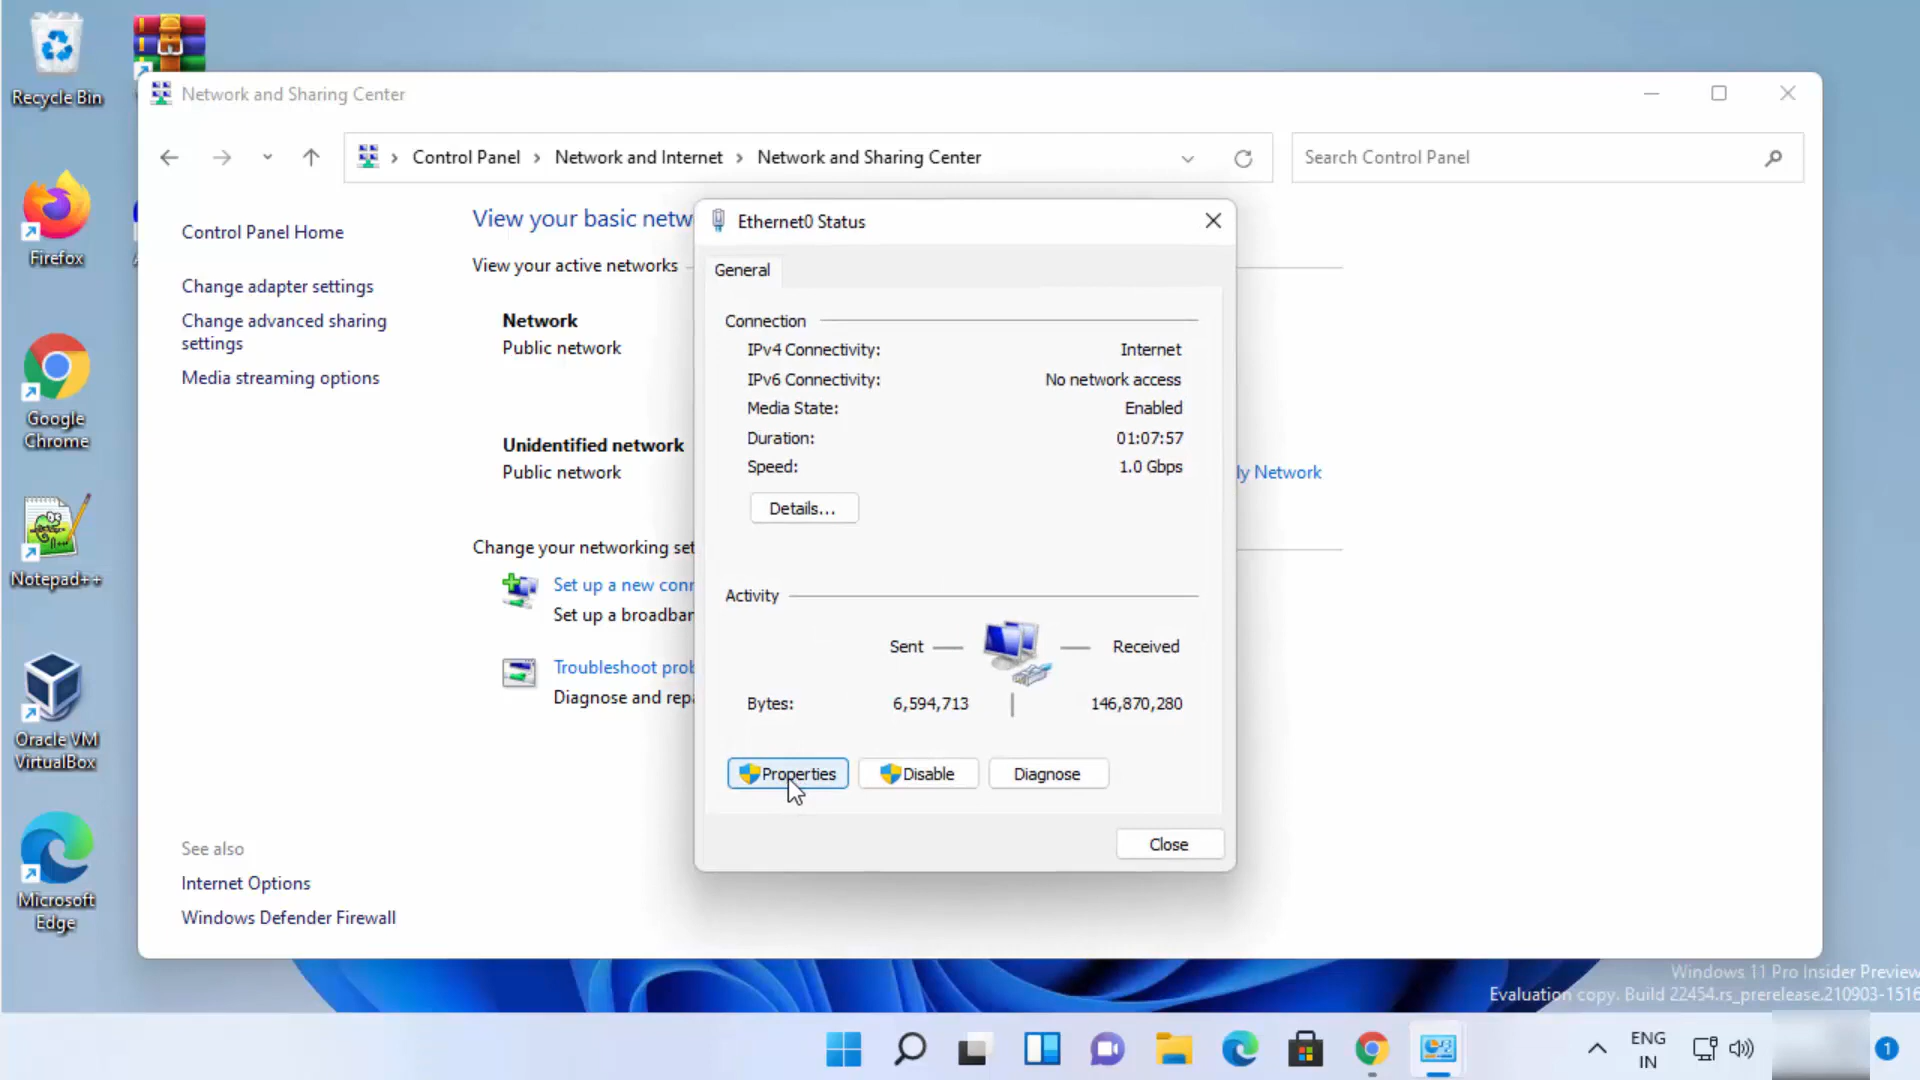 Recycle Bin
Firefox
Google
Chrome
Notepad++
Oracle VM
VirtualBox
Microsoft
Edge
Network and Sharing Center
Control Panel
Network and Internet
Network and Sharing Center
Search Control Panel
Control Panel Home
Change adapter settings
Change advanced sharing
settings
Media streaming options
See also
Internet Options
Windows Defender Firewall
View your basic netw
View your active networks
Network
Public network
Unidentified network
Public network
ly Network
Change your networking set
Set up a new conn
Set up a broadban
Troubleshoot prob
Diagnose and repa
Ethernet0 Status
General
Connection
IPv4 Connectivity: Internet
IPv6 Connectivity: No network access
Media State: Enabled
Duration: 01:07:57
Speed: 1.0 Gbps
Details...
Activity
Sent Received
Bytes: 6,594,713 146,870,280
Properties Disable Diagnose
Close
Windows 11 Pro Insider Preview
Evaluation copy. Build 22454.rs_prerelease.210903-1516
ENG
IN
1